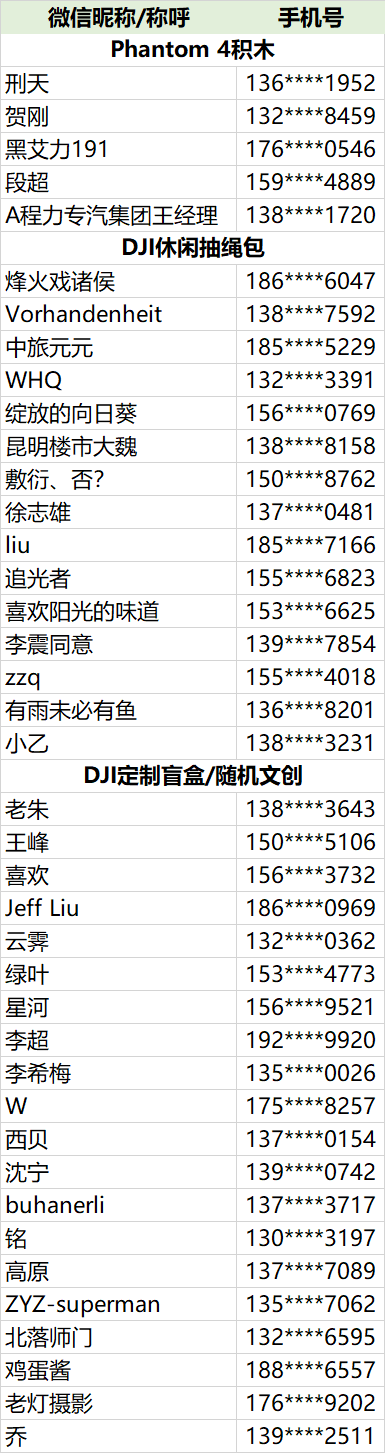 微信昵称/称呼 手机号
Phantom 4积木
刑天 136****1952
贺刚 132****8459
黑艾力191 176****0546
段超 159****4889
A程力专汽集团王经理 138****1720
DJI休闲抽绳包
烽火戏诸侯 186****6047
Vorhandenheit 138****7592
中旅元元 185****5229
WHQ 132****3391
绽放的向日葵 156****0769
昆明楼市大魏 138****8158
敷衍、否? 150****8762
徐志雄 137****0481
liu 185****7166
追光者 155****6823
喜欢阳光的味道 153****6625
李震同意 139****7854
zzq 155****4018
有雨未必有鱼 136****8201
小乙 138****3231
DJI定制盲盒/随机文创
老朱 138****3643
王峰 150****5106
喜欢 156****3732
Jeff Liu 186****0969
云霁 132****0362
绿叶 153****4773
星河 156****9521
李超 192****9920
李希梅 135****0026
W 175****8257
西贝 137****0154
沈宁 139****0742
buhanerli 137****3717
铭 130****3197
高原 137****7089
ZYZ-superman 135****7062
北落师门 132****6595
鸡蛋酱 188****6557
老灯摄影 176****9202
乔 139****2511